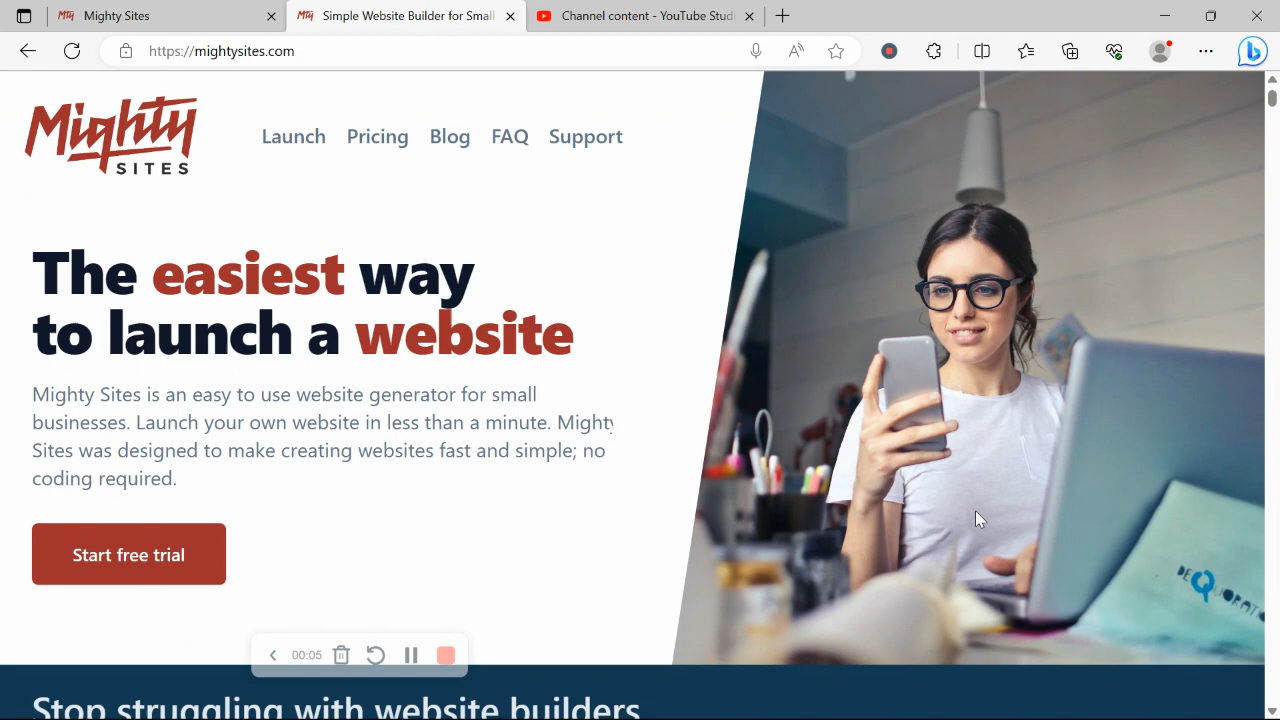 Mighty Sites
Simple Website Builder for Small
Channel content - YouTube Stud
https://mightysites.com
Mighty
SITES
Launch
Pricing
Blog
FAQ
Support
The easiest way
to launch a website
Mighty Sites is an easy to use website generator for small
businesses. Launch your own website in less than a minute. Mighty
Sites was designed to make creating websites fast and simple; no
coding required.
Start free trial
00:05
Stop struggling with website builders